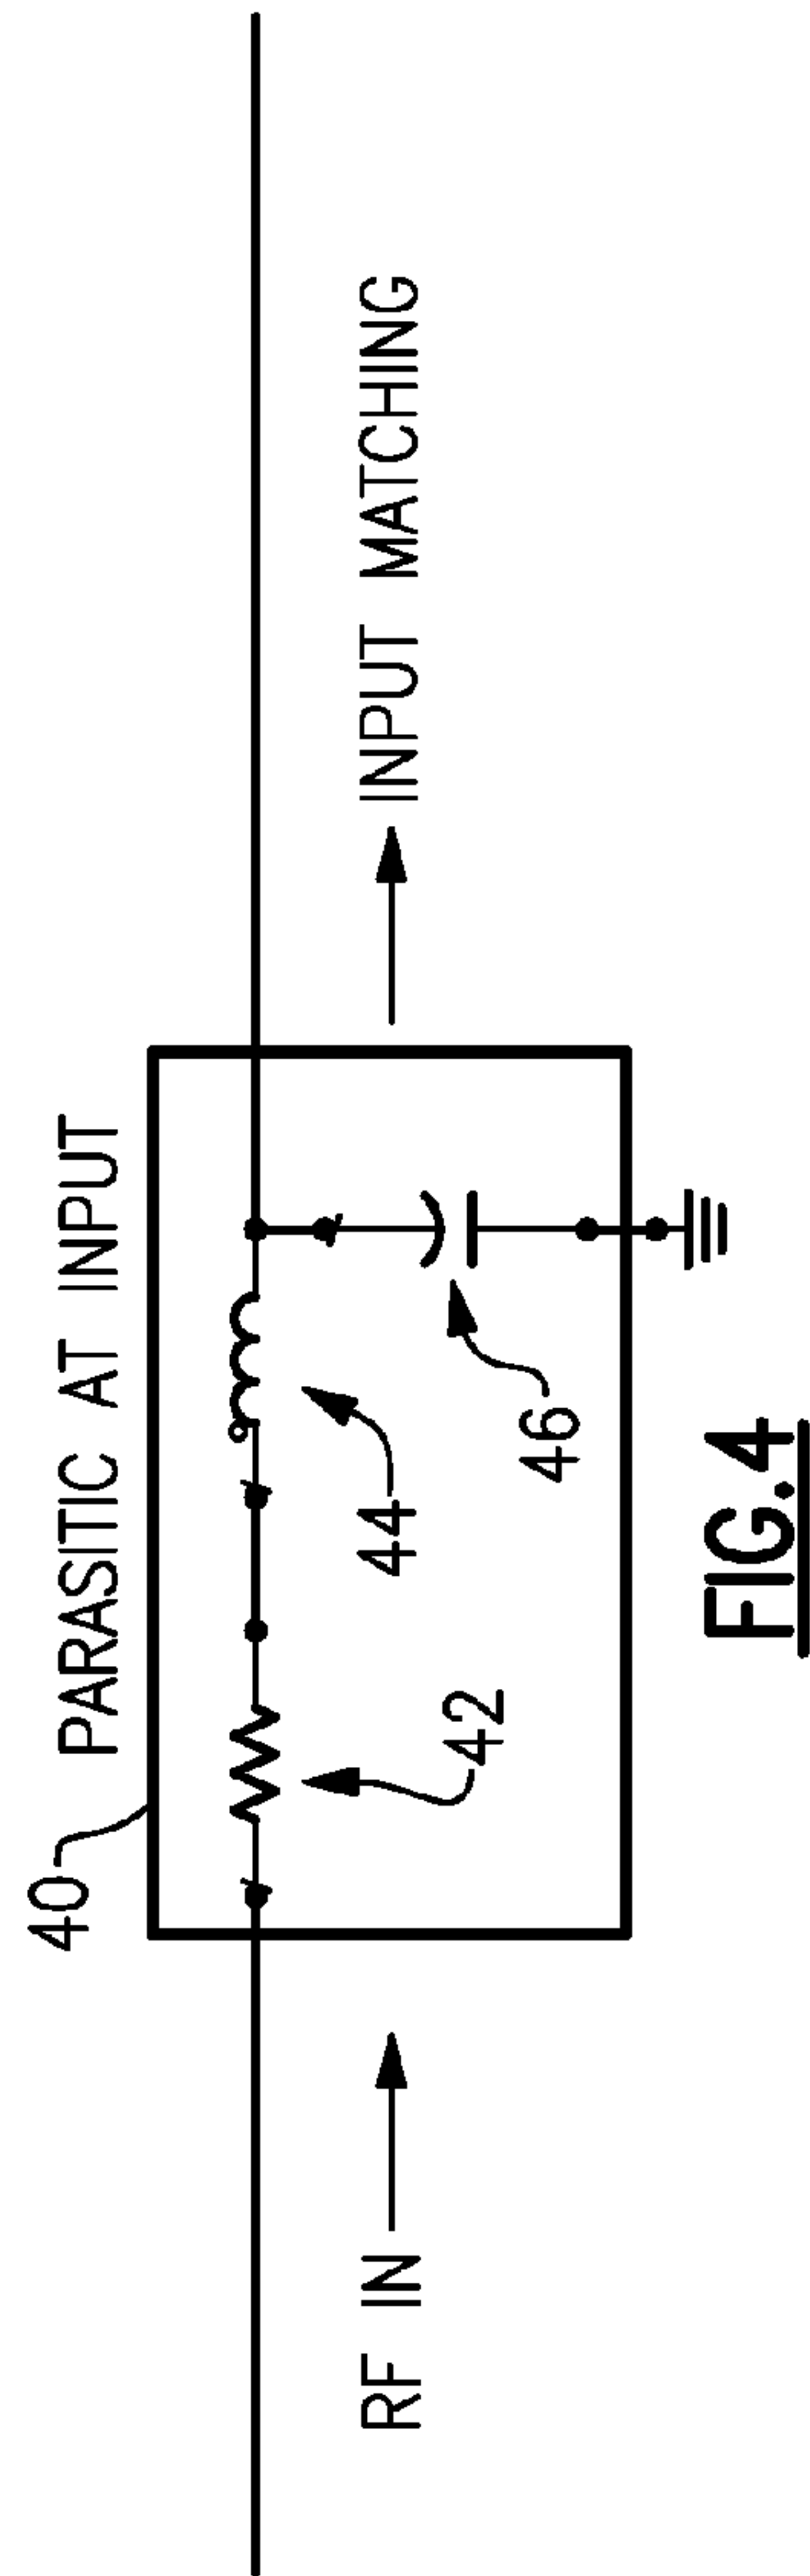 40
PARASITIC AT INPUT
42
44
46
RF IN
INPUT MATCHING
FIG.4